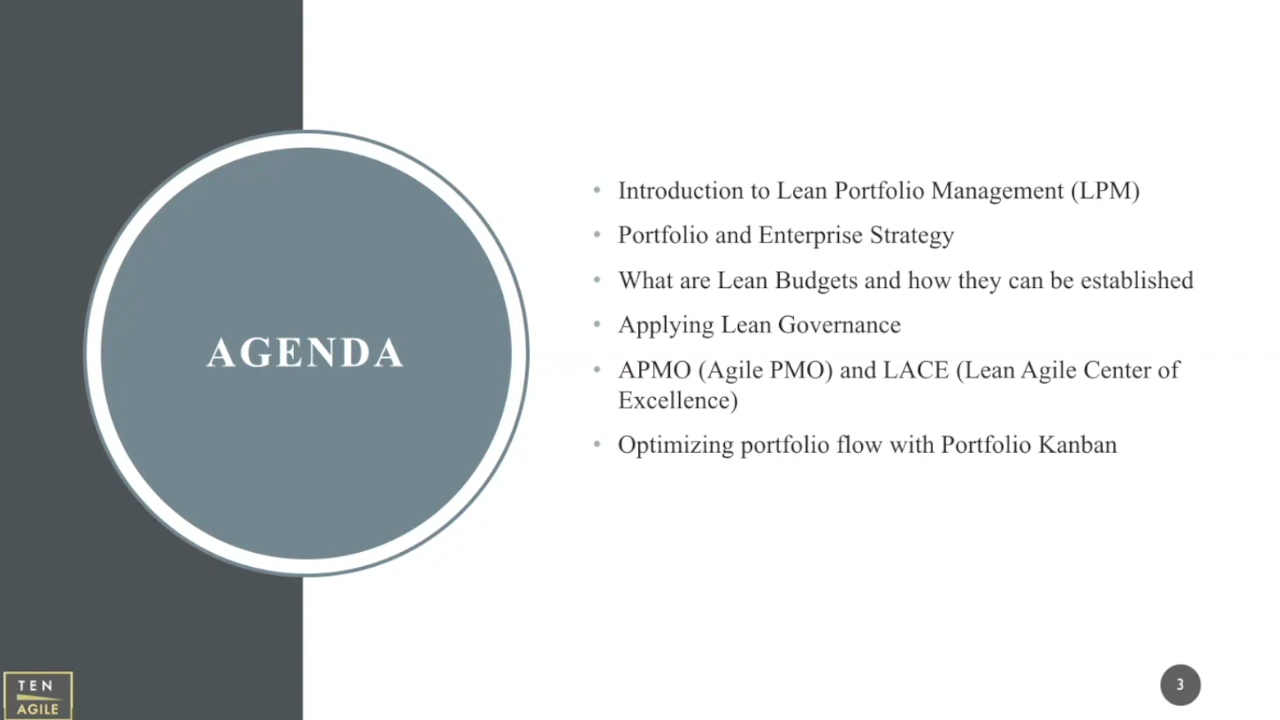 AGENDA
• Introduction to Lean Portfolio Management (LPM)
• Portfolio and Enterprise Strategy
• What are Lean Budgets and how they can be established
• Applying Lean Governance
• APMO (Agile PMO) and LACE (Lean Agile Center of
Excellence)
• Optimizing portfolio flow with Portfolio Kanban
TEN
AGILE
3